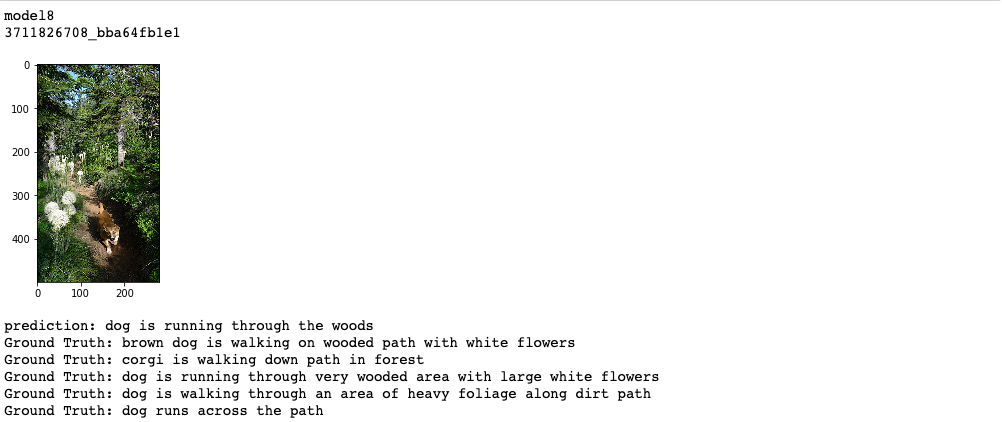 model8
3711826708_bba64fb1e1
0
100
200
300
400
0 100 200
prediction: dog is running through the woods
Ground Truth: brown dog is walking on wooded path with white flowers
Ground Truth: corgi is walking down path in forest
Ground Truth: dog is running through very wooded area with large white flowers
Ground Truth: dog is walking through an area of heavy foliage along dirt path
Ground Truth: dog runs across the path